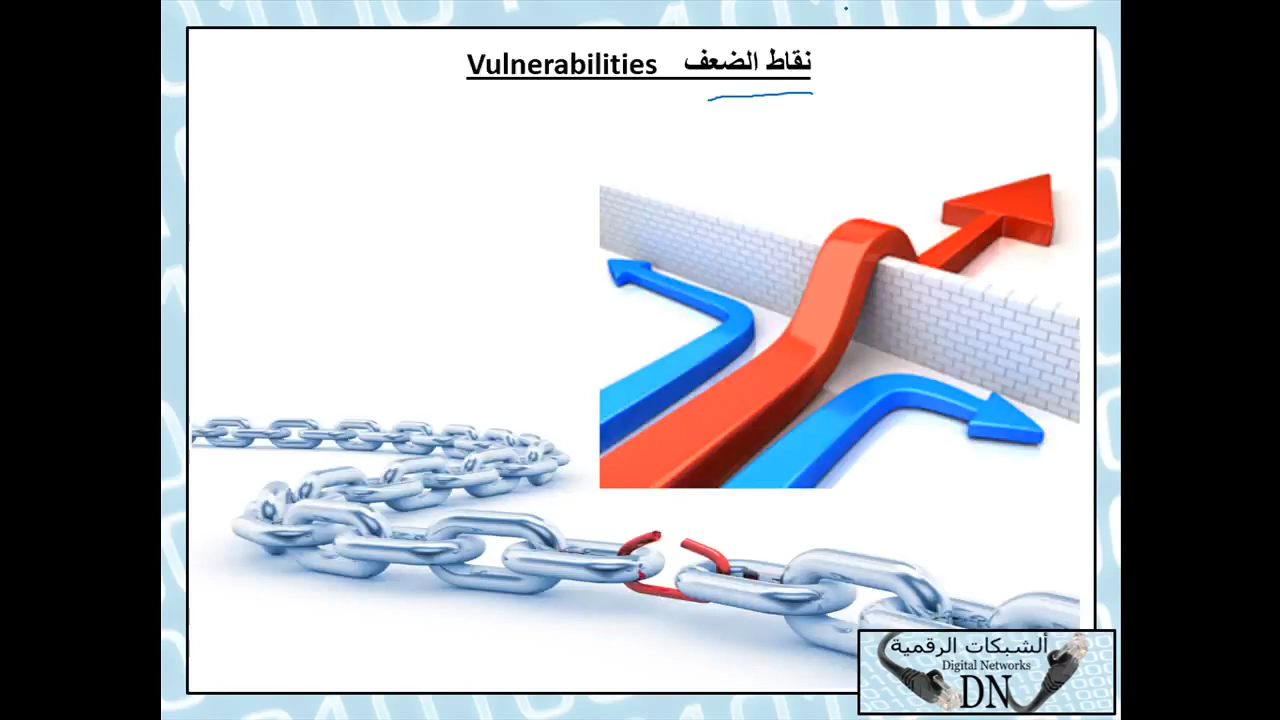 نقاط الضعف Vulnerabilities
ألشبكات الرقمية
Digital Networks
DN